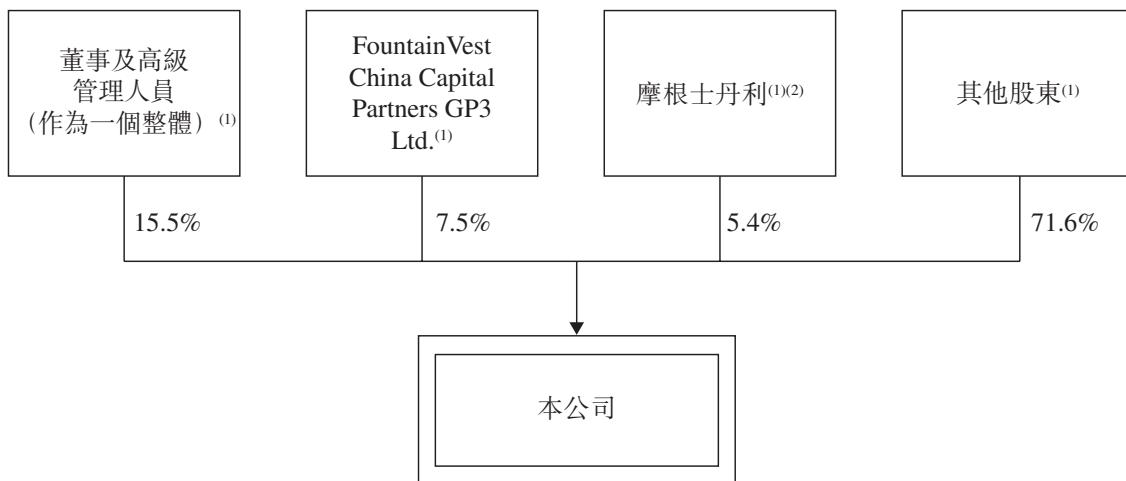 董事及高級
管理人員
（作為一個整體）(1)
FountainVest
China Capital
Partners GP3
Ltd.(1)
摩根士丹利(1)(2)
其他股東(1)
15.5%
7.5%
5.4%
71.6%
本公司